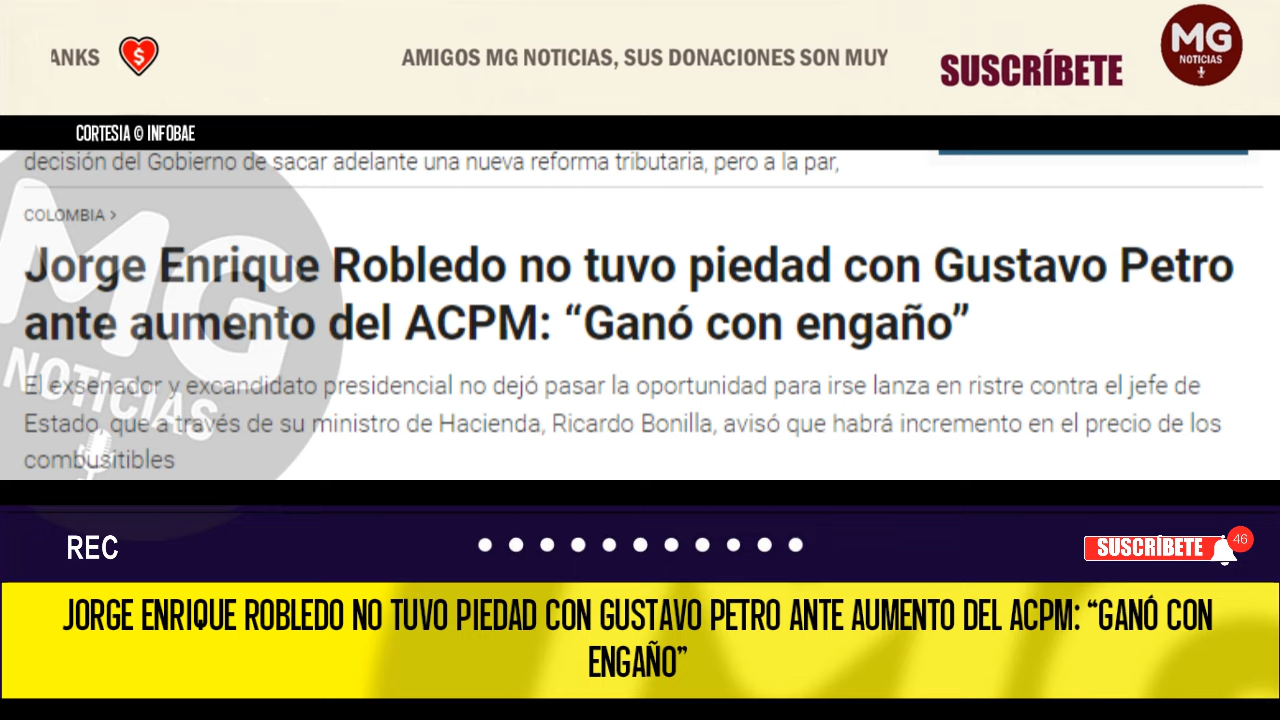 ANKS
AMIGOS MG NOTICIAS, SUS DONACIONES SON MUY
SUSCRÍBETE
MG
NOTICIAS
CORTESIA © INFOBAE
decisión del Gobierno de sacar adelante una nueva reforma tributaria, pero a la par,
COLOMBIA >
Jorge Enrique Robledo no tuvo piedad con Gustavo Petro
ante aumento del ACPM: “Ganó con engaño”
El exsenador y excandidato presidencial no dejó pasar la oportunidad para irse lanza en ristre contra el jefe de
Estado, que a través de su ministro de Hacienda, Ricardo Bonilla, avisó que habrá incremento en el precio de los
combusitibles
MG
NOTICIAS
REC
SUSCRÍBETE
46
JORGE ENRIQUE ROBLEDO NO TUVO PIEDAD CON GUSTAVO PETRO ANTE AUMENTO DEL ACPM: “GANÓ CON
ENGAÑO”